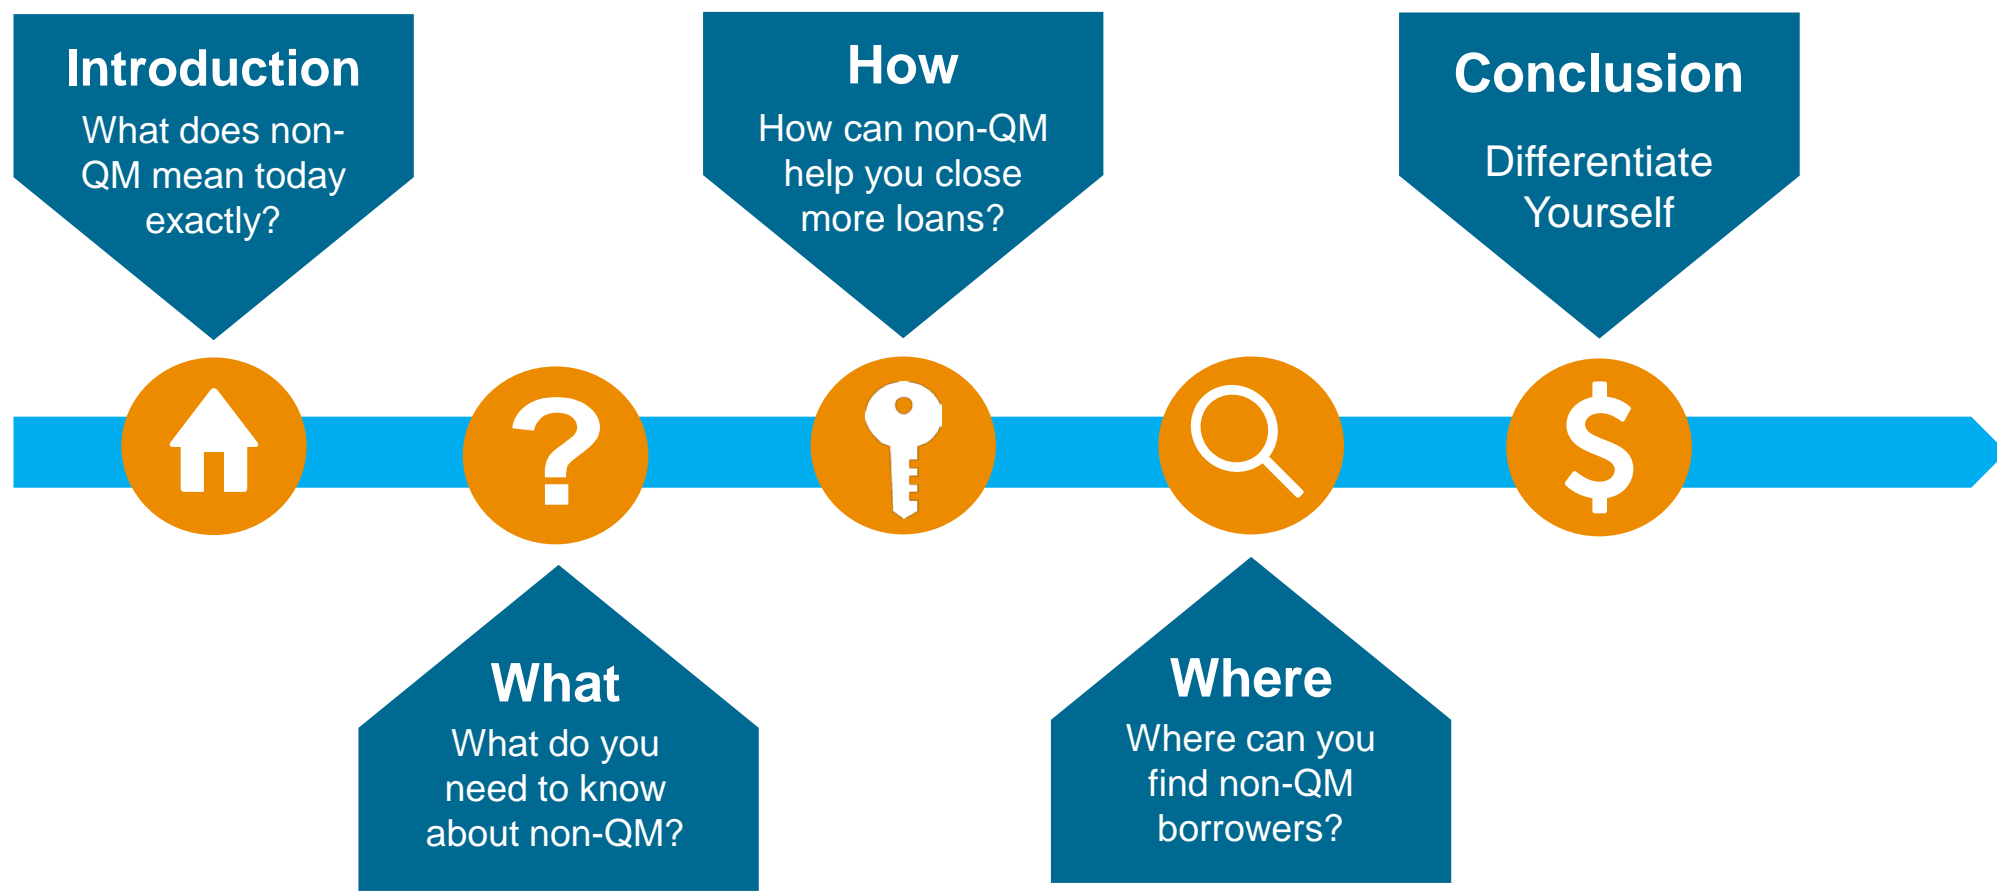 Introduction
What does non-
QM mean today
exactly?
What
What do you
need to know
about non-QM?
How
How can non-QM
help you close
more loans?
Where
Where can you
find non-QM
borrowers?
Conclusion
Differentiate
Yourself
?
$